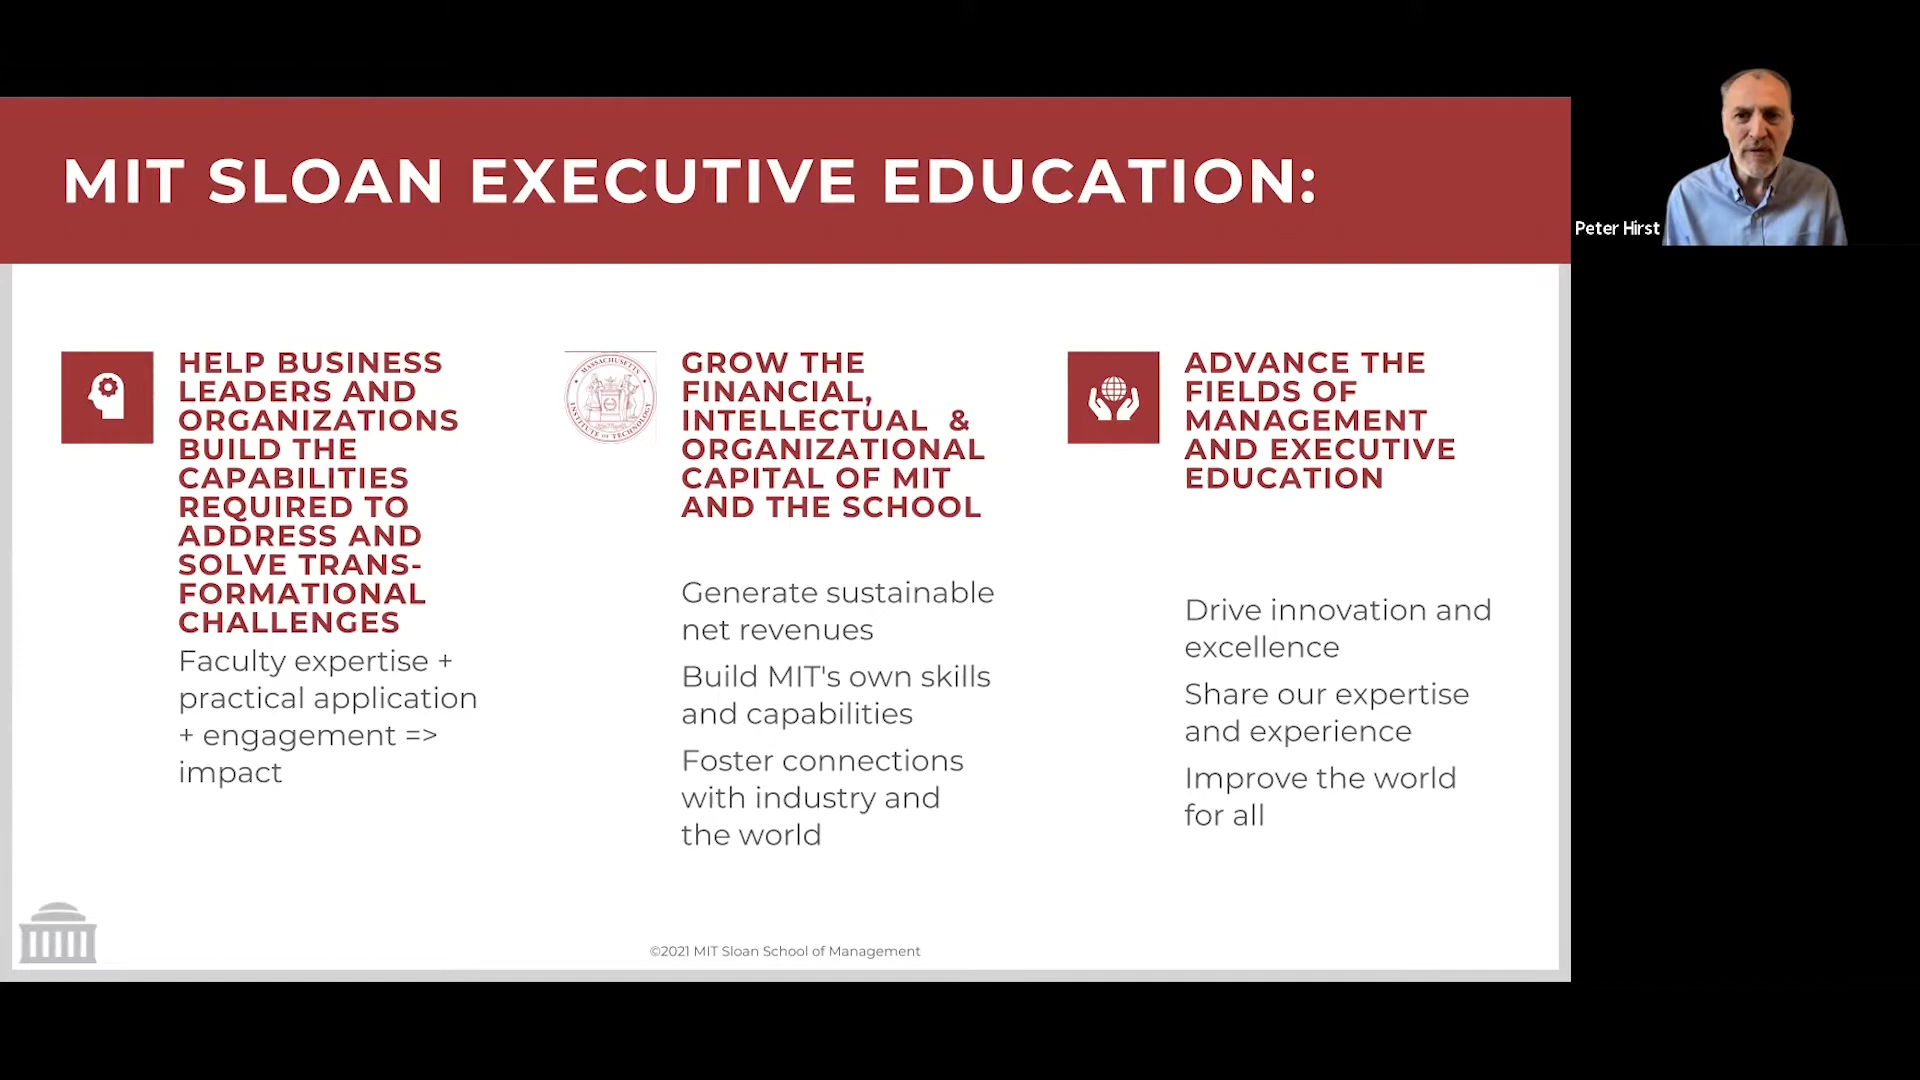 MIT SLOAN EXECUTIVE EDUCATION:
Peter Hirst
HELP BUSINESS
LEADERS AND
ORGANIZATIONS
BUILD THE
CAPABILITIES
REQUIRED TO
ADDRESS AND
SOLVE TRANS-
FORMATIONAL
CHALLENGES
Faculty expertise +
practical application
+ engagement =>
impact
MASSACHUSETTS
INSTITUTE OF TECHNOLOGY
GROW THE
FINANCIAL,
INTELLECTUAL &
ORGANIZATIONAL
CAPITAL OF MIT
AND THE SCHOOL
Generate sustainable
net revenues
Build MIT's own skills
and capabilities
Foster connections
with industry and
the world
ADVANCE THE
FIELDS OF
MANAGEMENT
AND EXECUTIVE
EDUCATION
Drive innovation and
excellence
Share our expertise
and experience
Improve the world
for all
©2021 MIT Sloan School of Management